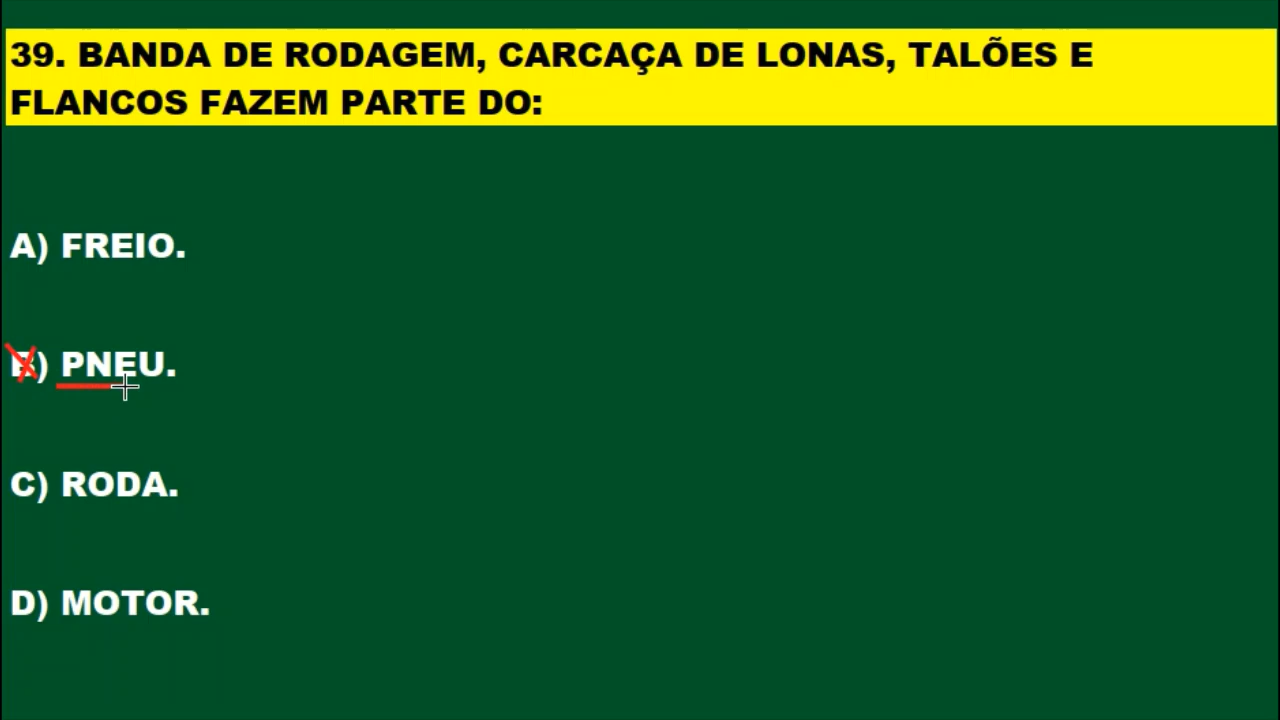 39. BANDA DE RODAGEM, CARCAÇA DE LONAS, TALÕES E
FLANCOS FAZEM PARTE DO:
A) FREIO.
B) PNEU.
C) RODA.
D) MOTOR.